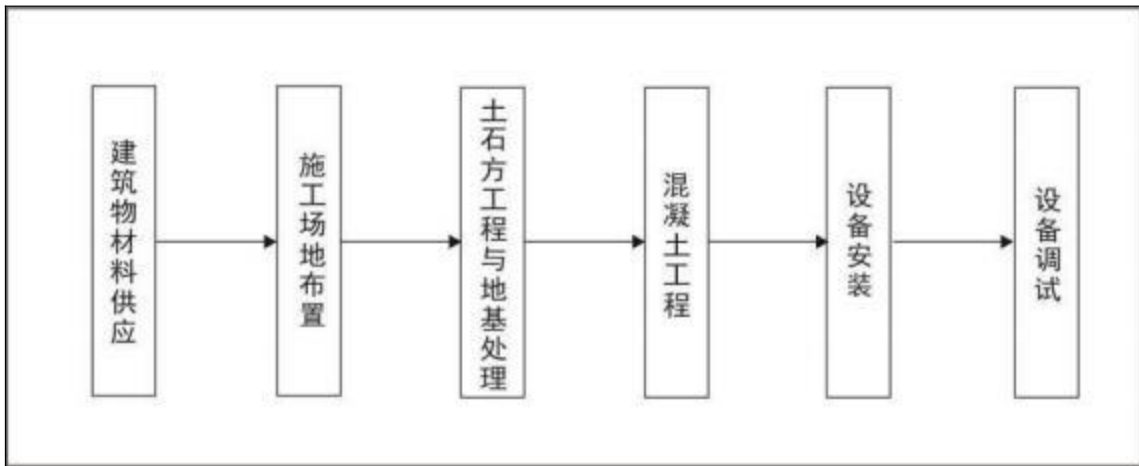 建筑物材料供应
施工场地布置
土石方工程与地基处理
混凝土工程
设备安装
设备调试